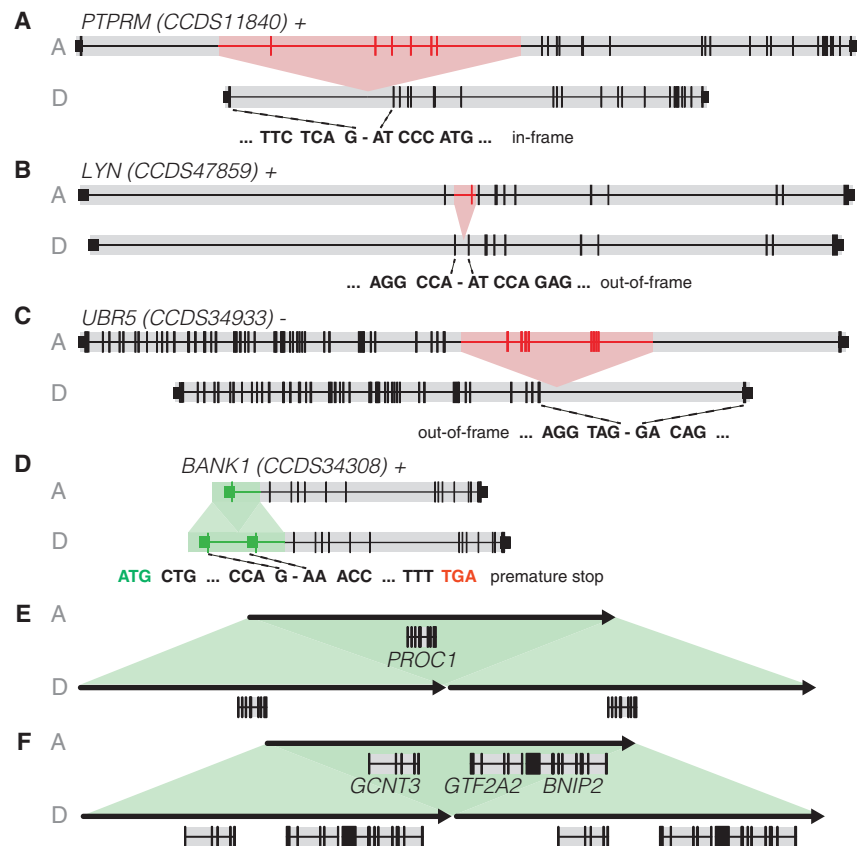 A PTPRM (CCDS11840) +
A
D
... TTC TCA G - AT CCC ATG ... in-frame
B LYN (CCDS47859) +
A
D
... AGG CCA - AT CCA GAG ... out-of-frame
C UBR5 (CCDS34933) -
A
D
out-of-frame ... AGG TAG - GA CAG ...
D BANK1 (CCDS34308) +
A
D
ATG CTG ... CCA G - AA ACC ... TTT TGA premature stop
E A
PROC1
D
F A
GCNT3 GTF2A2 BNIP2
D